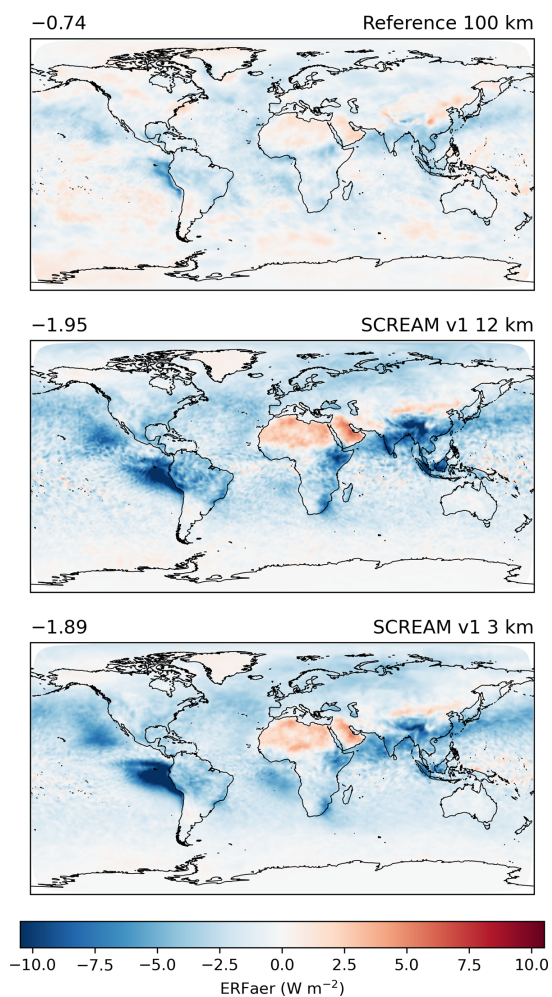 −0.74 Reference 100 km
−1.95 SCREAM v1 12 km
−1.89 SCREAM v1 3 km
−10.0 −7.5 −5.0 −2.5 0.0 2.5 5.0 7.5 10.0
ERFaer (W m⁻²)